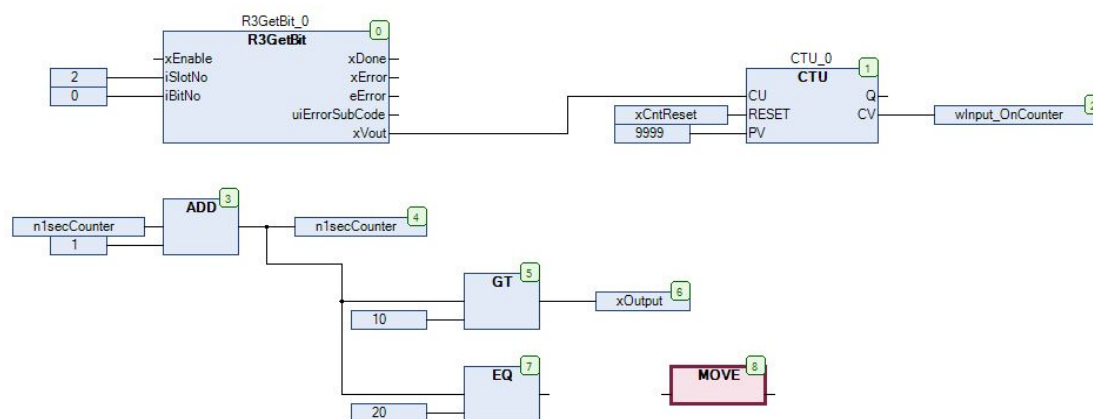 R3GetBit_0
R3GetBit 0
xEnable xDone
2 iSlotNo xError
0 iBitNo eError
uiErrorSubCode
xVout
CTU_0
CTU 1
CU Q
xCntReset RESET CV wInput_OnCounter 2
9999 PV
ADD 3
n1secCounter n1secCounter 4
1
GT 5
xOutput 6
10
EQ 7 MOVE 8
20